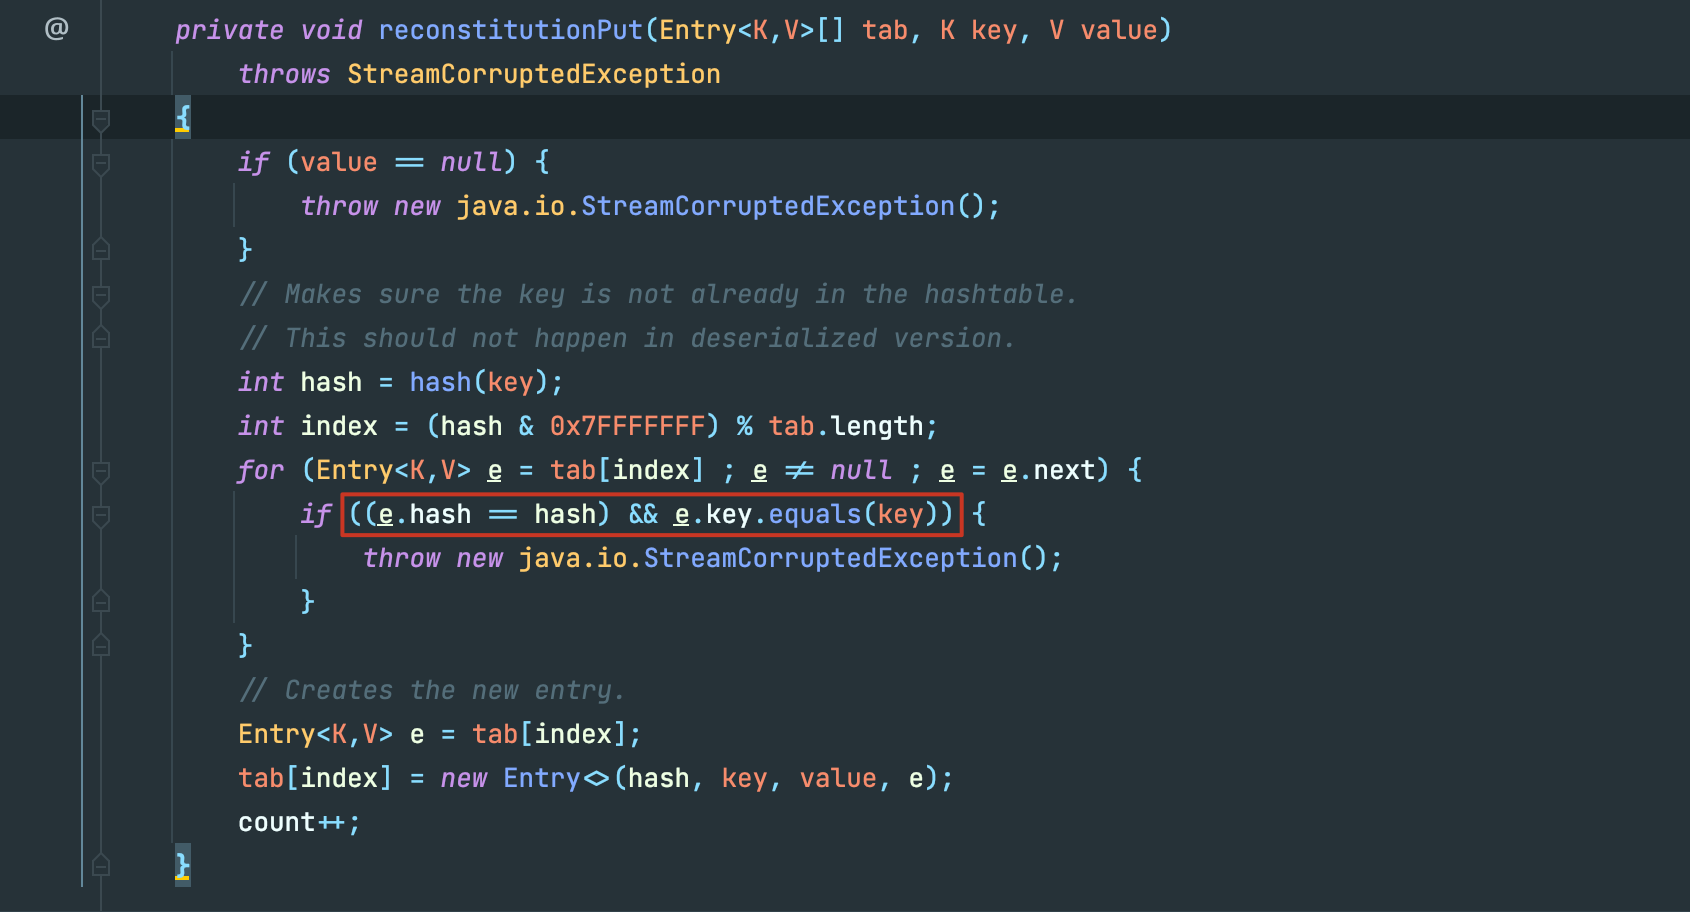 @ private void reconstitutionPut(Entry<K,V>[] tab, K key, V value)
throws StreamCorruptedException
{
if (value == null) {
throw new java.io.StreamCorruptedException();
}
// Makes sure the key is not already in the hashtable.
// This should not happen in deserialized version.
int hash = hash(key);
int index = (hash & 0x7FFFFFFF) % tab.length;
for (Entry<K,V> e = tab[index] ; e != null ; e = e.next) {
if ((e.hash == hash) && e.key.equals(key)) {
throw new java.io.StreamCorruptedException();
}
}
// Creates the new entry.
Entry<K,V> e = tab[index];
tab[index] = new Entry<>(hash, key, value, e);
count++;
}